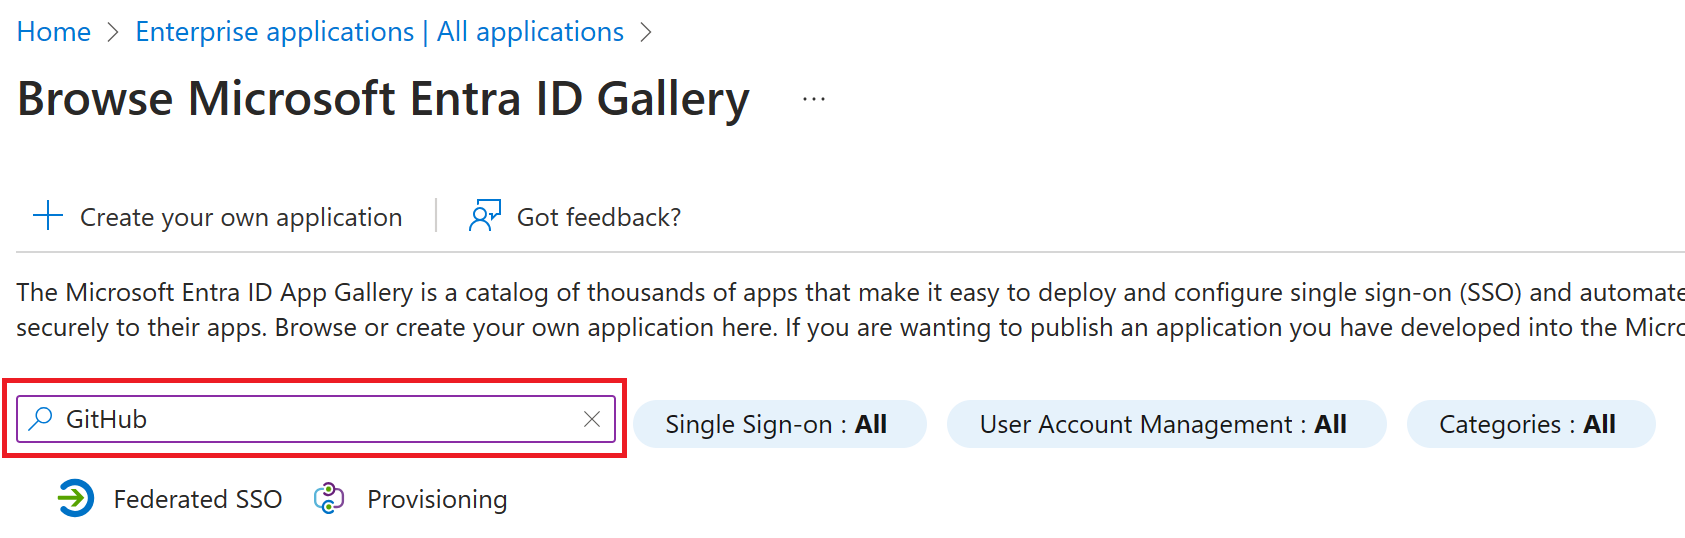 Home > Enterprise applications | All applications >
Browse Microsoft Entra ID Gallery ...
Create your own application | Got feedback?
The Microsoft Entra ID App Gallery is a catalog of thousands of apps that make it easy to deploy and configure single sign-on (SSO) and automate
securely to their apps. Browse or create your own application here. If you are wanting to publish an application you have developed into the Micro
GitHub Single Sign-on : All User Account Management : All Categories : All
Federated SSO Provisioning